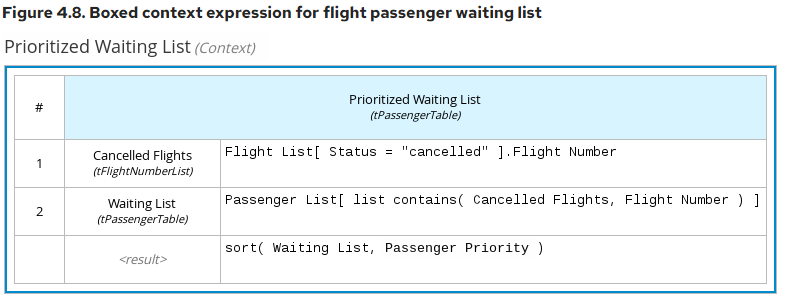 Figure 4.8. Boxed context expression for flight passenger waiting list
Prioritized Waiting List (Context)
#
Prioritized Waiting List
(tPassengerTable)
1
Cancelled Flights
(tFlightNumberList)
Flight List[ Status = "cancelled" ].Flight Number
2
Waiting List
(tPassengerTable)
Passenger List[ list contains( Cancelled Flights, Flight Number ) ]
<result>
sort( Waiting List, Passenger Priority )